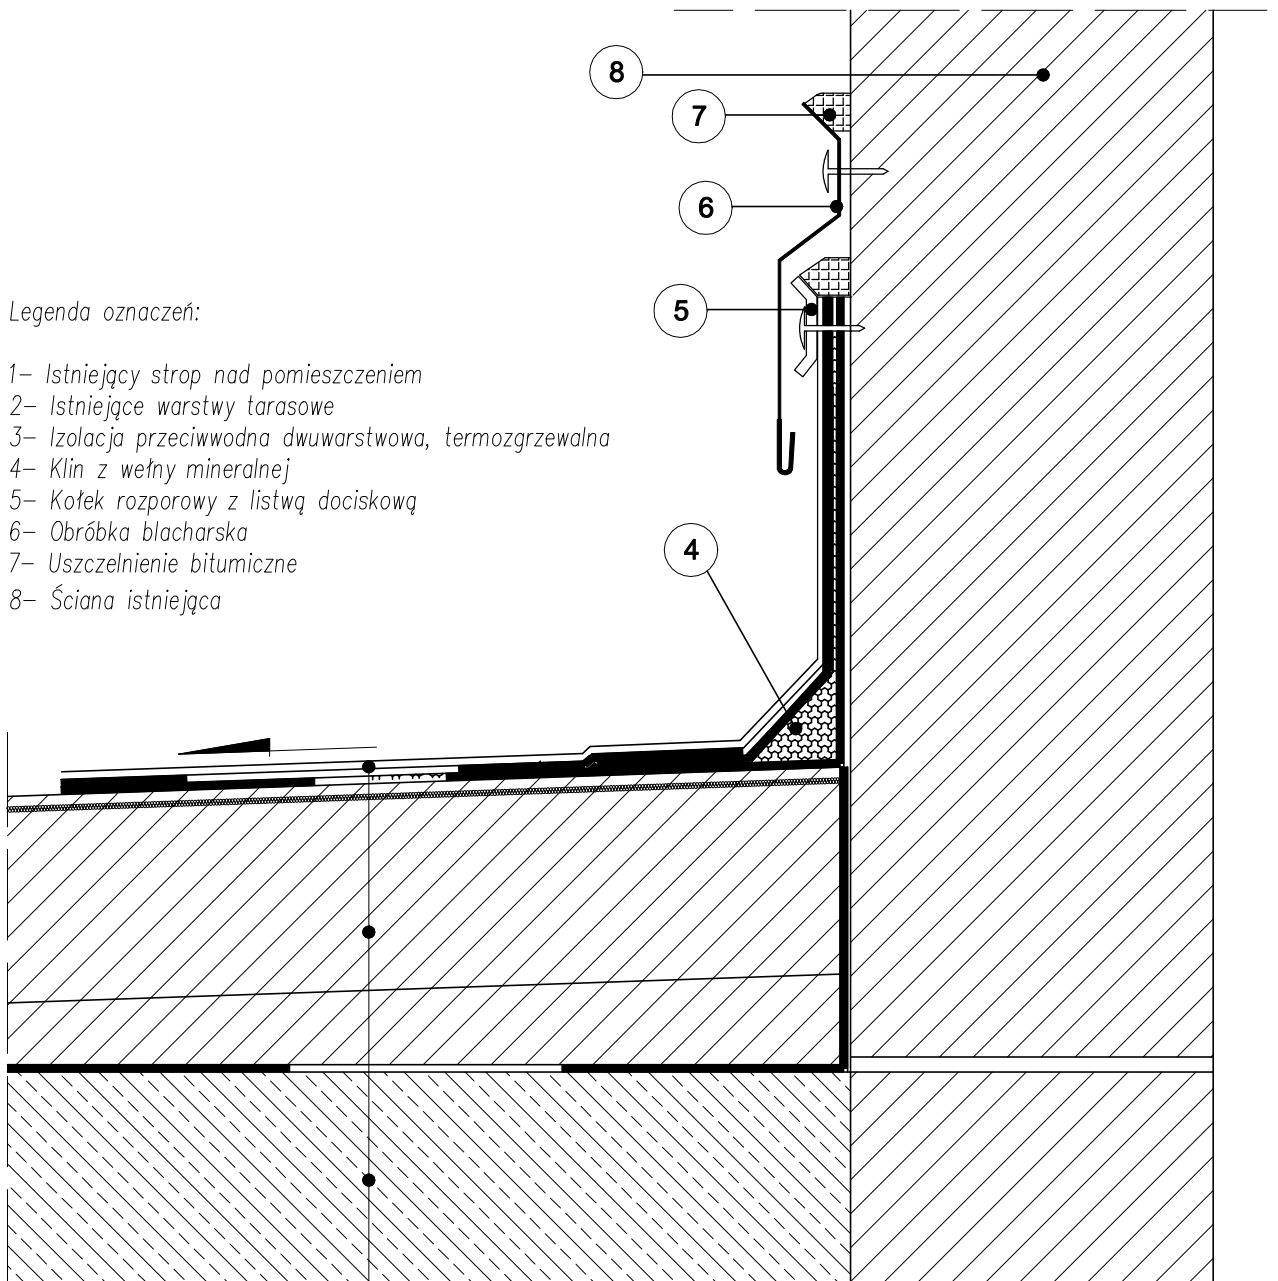 8
7
6
5
Legenda oznaczeń:
1- Istniejący strop nad pomieszczeniem
2- Istniejące warstwy tarasowe
3- Izolacja przeciwwodna dwuwarstwowa, termozgrzewalna
4- Klin z wełny mineralnej
5- Kołek rozporowy z listwą dociskową
6- Obróbka blacharska
7- Uszczelnienie bitumiczne
8- Ściana istniejąca
4